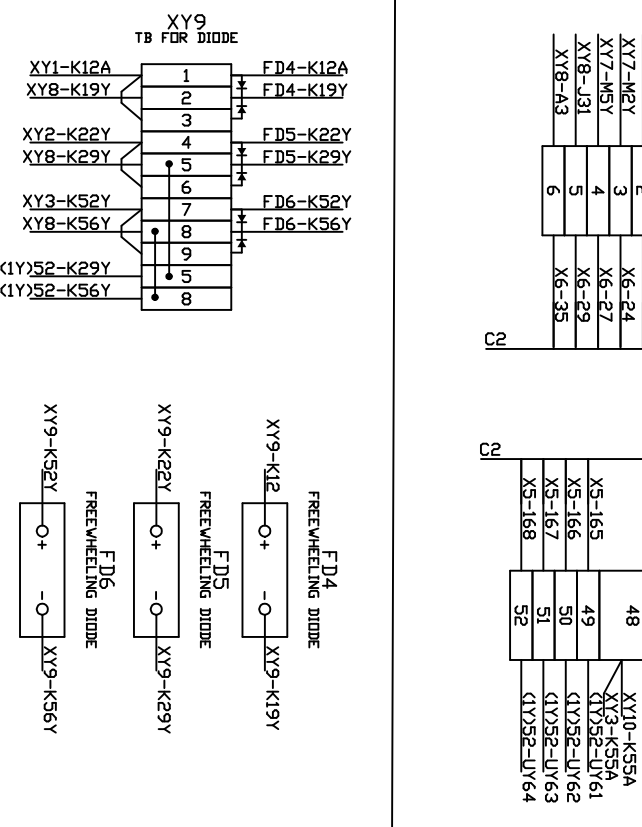 XY9
TB FOR DIODE
XY1-K12A 1 FD4-K12A
XY8-K19Y 2 FD4-K19Y
3
XY2-K22Y 4 FD5-K22Y
XY8-K29Y 5 FD5-K29Y
6
XY3-K52Y 7 FD6-K52Y
XY8-K56Y 8 FD6-K56Y
9
(1Y)52-K29Y 5
(1Y)52-K56Y 8
XY9-K52Y
+
-
XY9-K56Y
FD6
FREEWHEELING DIODE
XY9-K22Y
+
-
XY9-K29Y
FD5
FREEWHEELING DIODE
XY9-K12
+
-
XY9-K19Y
FD4
FREEWHEELING DIODE
XY8-A3
XY8-J31
XY7-M5Y
XY7-M2Y
6
5
4
3
X6-35
X6-29
X6-27
X6-24
C2
C2
X5-168
X5-167
X5-166
X5-165
52
51
50
49
48
(1Y)52-UY64
(1Y)52-UY63
(1Y)52-UY62
(1Y)52-UY61
XY3-K55A
XY10-K55A